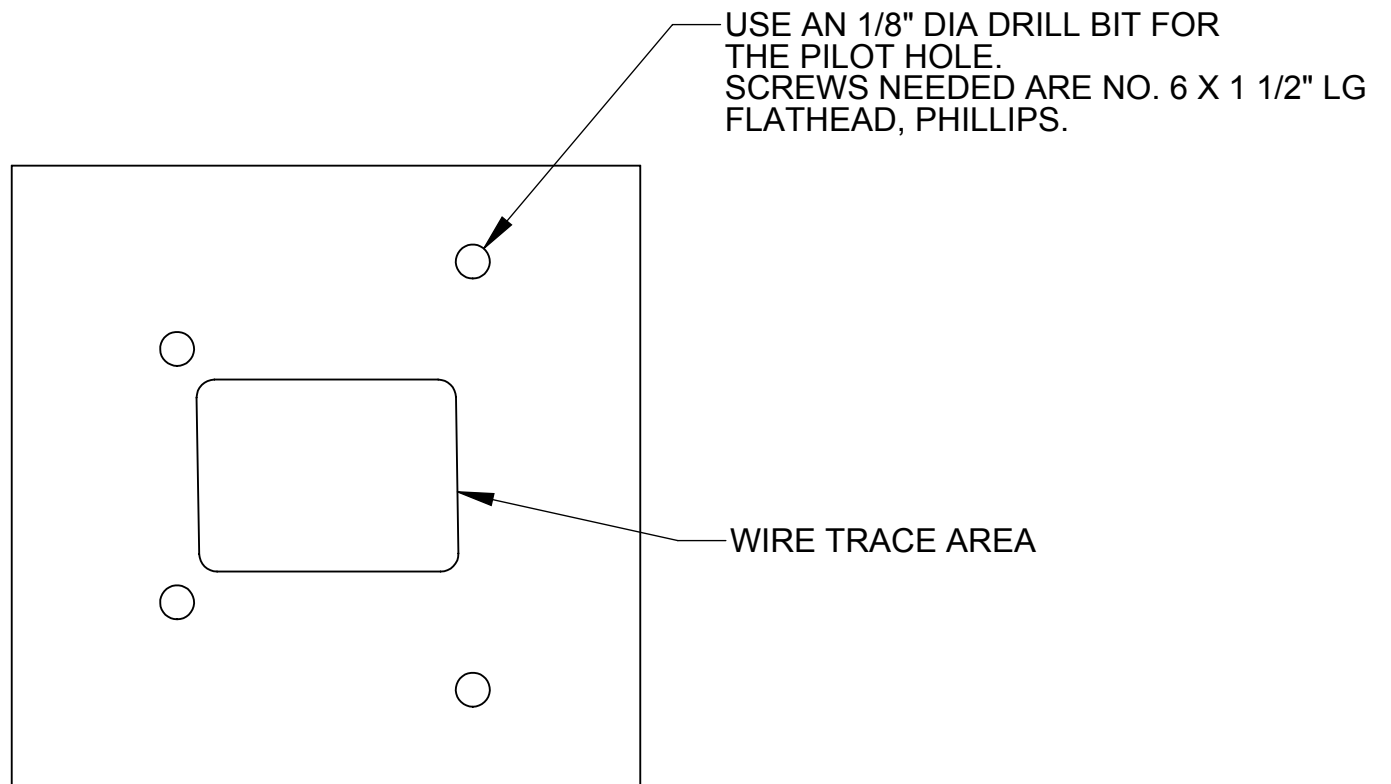 USE AN 1/8" DIA DRILL BIT FOR
THE PILOT HOLE.
SCREWS NEEDED ARE NO. 6 X 1 1/2" LG
FLATHEAD, PHILLIPS.
WIRE TRACE AREA